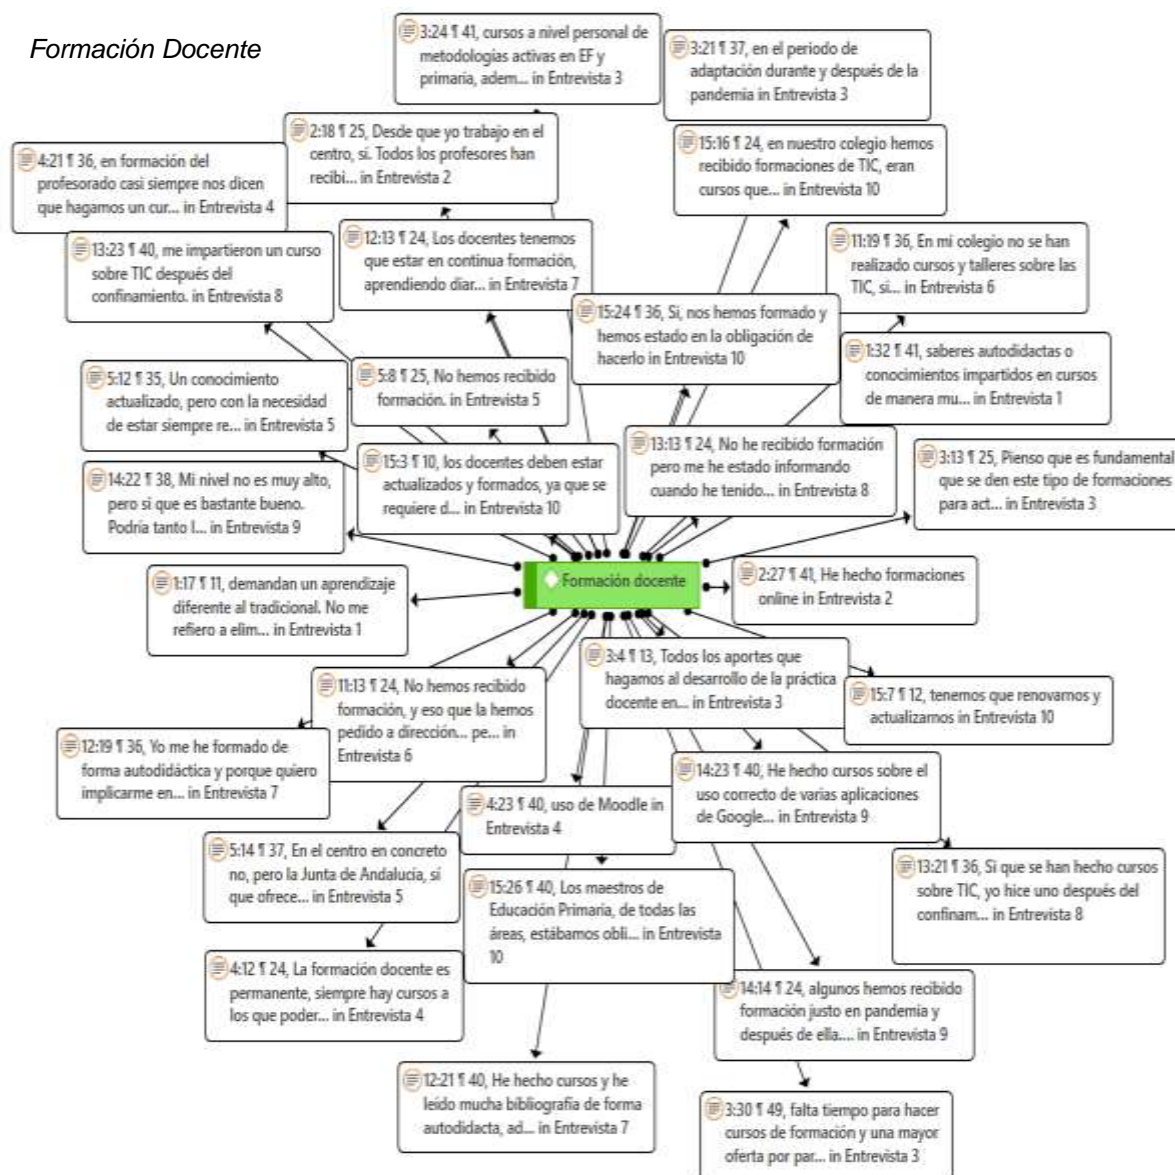 Formación Docente
3:24 ¶ 41, cursos a nivel personal de
metodologías activas en EF y
primaria, adem... in Entrevista 3
3:21 ¶ 37, en el periodo de
adaptación durante y después de la
pandemia in Entrevista 3
2:18 ¶ 25, Desde que yo trabajo en el
centro, sí. Todos los profesores han
recibi... in Entrevista 2
15:16 ¶ 24, en nuestro colegio hemos
recibido formaciones de TIC, eran
cursos que... in Entrevista 10
4:21 ¶ 36, en formación del
profesorado casi siempre nos dicen
que hagamos un cur... in Entrevista 4
12:13 ¶ 24, Los docentes tenemos
que estar en continua formación,
aprendiendo diar... in Entrevista 7
13:23 ¶ 40, me impartieron un curso
sobre TIC después del
confinamiento. in Entrevista 8
11:19 ¶ 36, En mi colegio no se han
realizado cursos y talleres sobre las
TIC, si... in Entrevista 6
15:24 ¶ 36, Si, nos hemos formado y
hemos estado en la obligación de
hacerlo in Entrevista 10
1:32 ¶ 41, saberes autodidactas o
conocimientos impartidos en cursos
de manera mu... in Entrevista 1
5:12 ¶ 35, Un conocimiento
actualizado, pero con la necesidad
de estar siempre re... in Entrevista 5
5:8 ¶ 25, No hemos recibido
formación. in Entrevista 5
13:13 ¶ 24, No he recibido formación
pero me he estado informando
cuando he tenido... in Entrevista 8
3:13 ¶ 25, Pienso que es fundamental
que se den este tipo de formaciones
para act... in Entrevista 3
15:3 ¶ 10, los docentes deben estar
actualizados y formados, ya que se
requiere d... in Entrevista 10
14:22 ¶ 38, Mi nivel no es muy alto,
pero si que es bastante bueno.
Podría tanto l... in Entrevista 9
Formación docente
2:27 ¶ 41, He hecho formaciones
online in Entrevista 2
1:17 ¶ 11, demandan un aprendizaje
diferente al tradicional. No me
refiero a elim... in Entrevista 1
3:4 ¶ 13, Todos los aportes que
hagamos al desarrollo de la práctica
docente en... in Entrevista 3
11:13 ¶ 24, No hemos recibido
formación, y eso que la hemos
pedido a dirección... pe... in
Entrevista 6
15:7 ¶ 12, tenemos que renovarnos y
actualizarnos in Entrevista 10
12:19 ¶ 36, Yo me he formado de
forma autodidáctica y porque quiero
implicarme en... in Entrevista 7
14:23 ¶ 40, He hecho cursos sobre el
uso correcto de varias aplicaciones
de Google... in Entrevista 9
4:23 ¶ 40, uso de Moodle in
Entrevista 4
5:14 ¶ 37, En el centro en concreto
no, pero la Junta de Andalucía, sí
que ofrece... in Entrevista 5
13:21 ¶ 36, Si que se han hecho cursos
sobre TIC, yo hice uno después del
confinam... in Entrevista 8
15:26 ¶ 40, Los maestros de
Educación Primaria, de todas las
áreas, estábamos obli... in Entrevista
10
4:12 ¶ 24, La formación docente es
permanente, siempre hay cursos a
los que poder... in Entrevista 4
14:14 ¶ 24, algunos hemos recibido
formación justo en pandemia y
después de ella.... in Entrevista 9
12:21 ¶ 40, He hecho cursos y he
leído mucha bibliografía de forma
autodidacta, ad... in Entrevista 7
3:30 ¶ 49, falta tiempo para hacer
cursos de formación y una mayor
oferta por par... in Entrevista 3